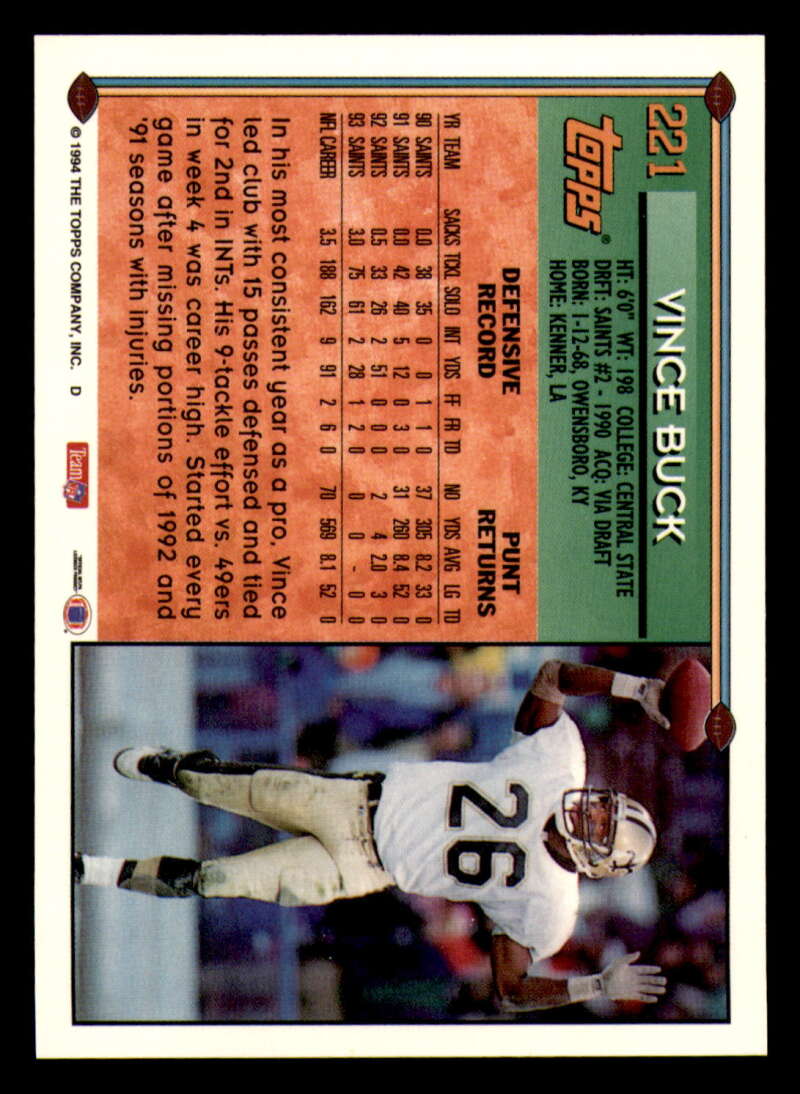 221
VINCE BUCK
TOPPS®
HT: 6'0" WT: 198 COLLEGE: CENTRAL STATE
DRFT: SAINTS #2 - 1990 ACQ: VIA DRAFT
BORN: 1-12-68, OWENSBORO, KY
HOME: KENNER, LA
DEFENSIVE RECORD PUNT RETURNS
YR TEAM SACKS TCKL SOLO INT YDS FF FR TD NO YDS AVG LG TD
90 SAINTS 0.0 38 35 0 0 1 1 0 37 305 8.2 33 0
91 SAINTS 0.0 42 40 5 12 0 3 0 31 260 8.4 52 0
92 SAINTS 0.5 33 26 2 51 0 0 0 2 4 2.0 3 0
93 SAINTS 3.0 75 61 2 28 1 2 0 0 0 - 0 0
NFL CAREER 3.5 188 162 9 91 2 6 0 70 569 8.1 52 0
In his most consistent year as a pro, Vince
led club with 15 passes defensed and tied
for 2nd in INTs. His 9-tackle effort vs. 49ers
in week 4 was career high. Started every
game after missing portions of 1992 and
'91 seasons with injuries.
© 1994 THE TOPPS COMPANY, INC. D
Team NFL
26